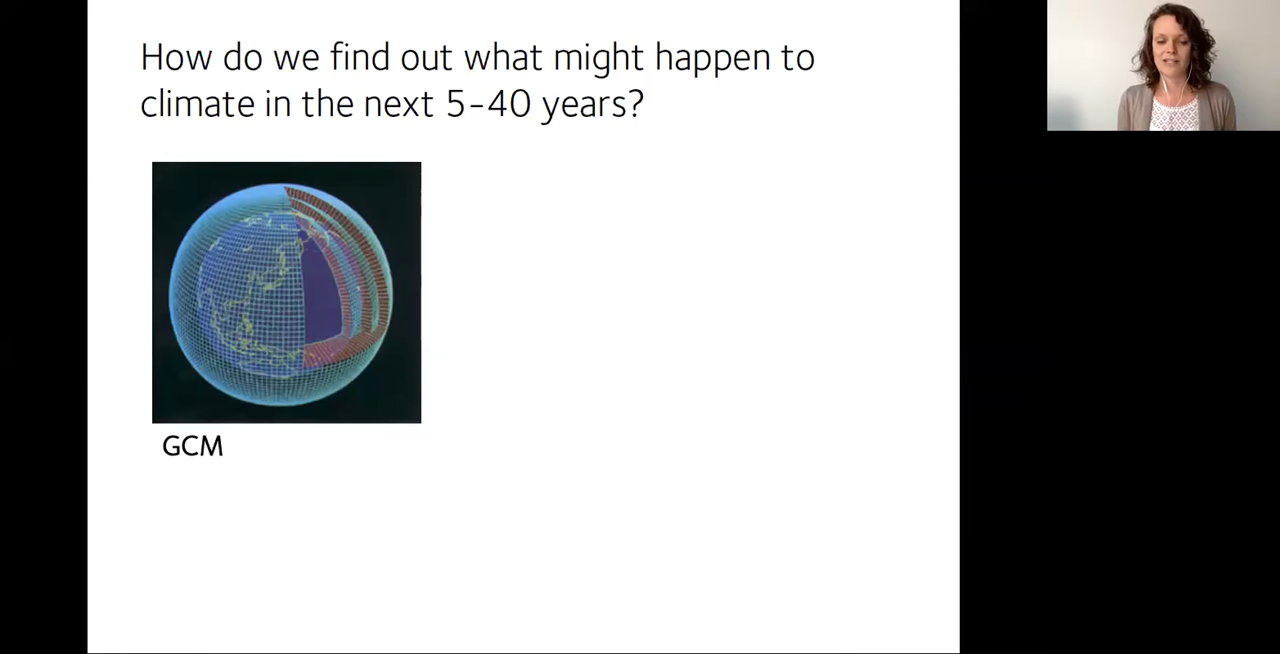 How do we find out what might happen to
climate in the next 5-40 years?
GCM